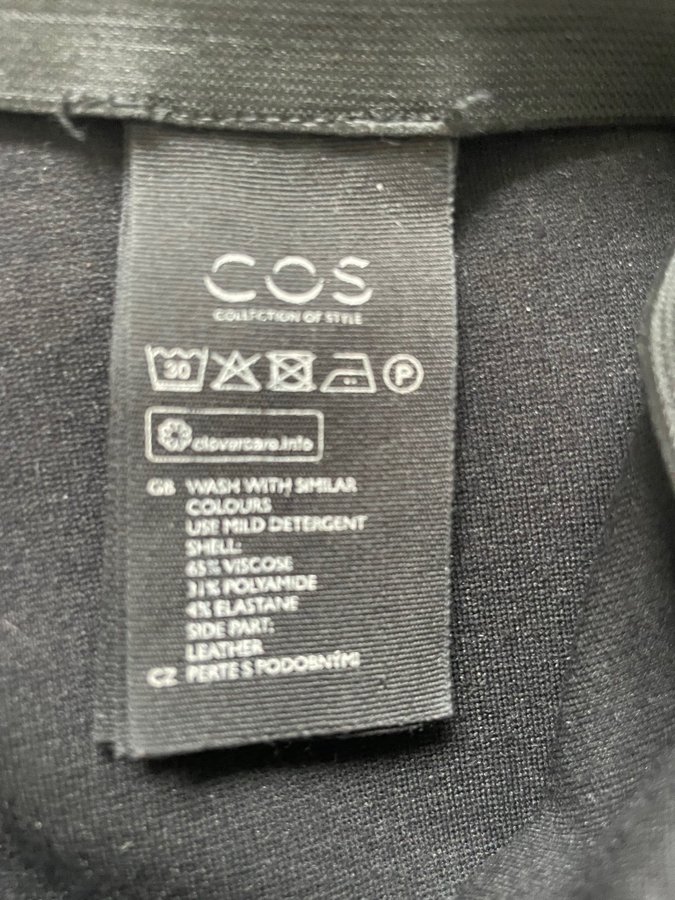 COS
COLLECTION OF STYLE
30
P
clevercare.info
GB WASH WITH SIMILAR
COLOURS
USE MILD DETERGENT
SHELL:
65% VISCOSE
31% POLYAMIDE
4% ELASTANE
SIDE PART:
LEATHER
CZ PERTE S PODOBNÝMI